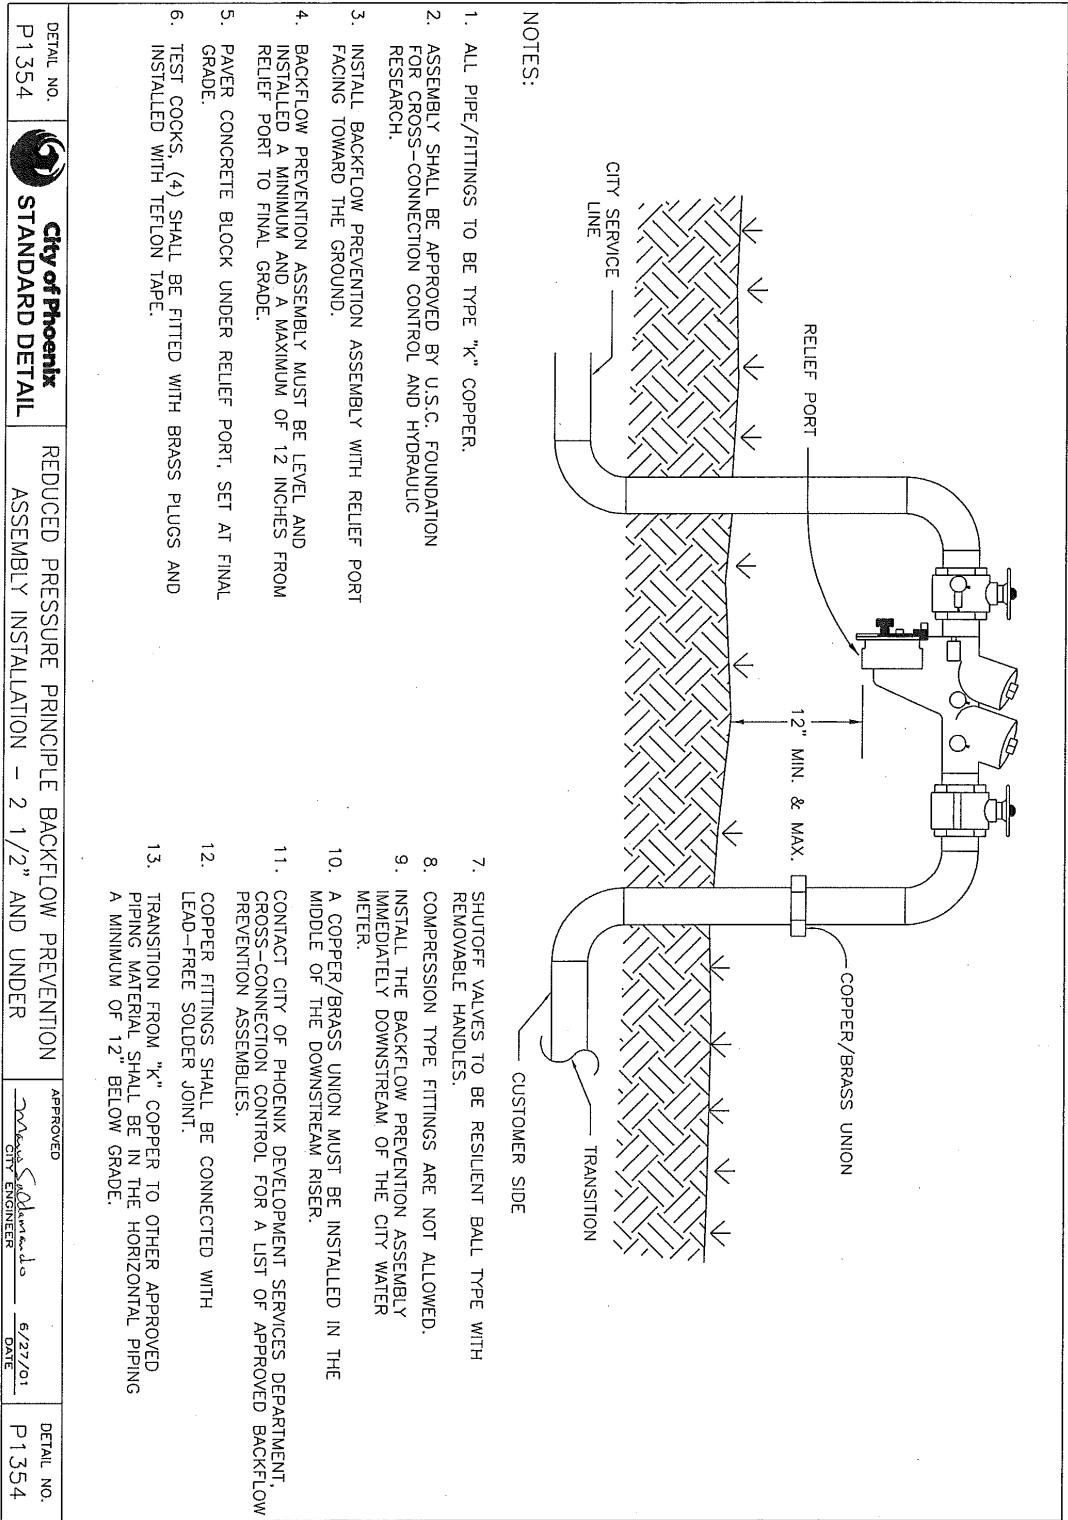 CITY SERVICE
LINE
RELIEF PORT
12" MIN. & MAX.
COPPER/BRASS UNION
CUSTOMER SIDE
TRANSITION
NOTES:
1. ALL PIPE/FITTINGS TO BE TYPE "K" COPPER.
2. ASSEMBLY SHALL BE APPROVED BY U.S.C. FOUNDATION
FOR CROSS-CONNECTION CONTROL AND HYDRAULIC
RESEARCH.
3. INSTALL BACKFLOW PREVENTION ASSEMBLY WITH RELIEF PORT
FACING TOWARD THE GROUND.
4. BACKFLOW PREVENTION ASSEMBLY MUST BE LEVEL AND
INSTALLED A MINIMUM AND A MAXIMUM OF 12 INCHES FROM
RELIEF PORT TO FINAL GRADE.
5. PAVER CONCRETE BLOCK UNDER RELIEF PORT, SET AT FINAL
GRADE.
6. TEST COCKS, (4) SHALL BE FITTED WITH BRASS PLUGS AND
INSTALLED WITH TEFLON TAPE.
7. SHUTOFF VALVES TO BE RESILIENT BALL TYPE WITH
REMOVABLE HANDLES.
8. COMPRESSION TYPE FITTINGS ARE NOT ALLOWED.
9. INSTALL THE BACKFLOW PREVENTION ASSEMBLY
IMMEDIATELY DOWNSTREAM OF THE CITY WATER
METER.
10. A COPPER/BRASS UNION MUST BE INSTALLED IN THE
MIDDLE OF THE DOWNSTREAM RISER.
11. CONTACT CITY OF PHOENIX DEVELOPMENT SERVICES DEPARTMENT,
CROSS-CONNECTION CONTROL FOR A LIST OF APPROVED BACKFLOW
PREVENTION ASSEMBLIES.
12. COPPER FITTINGS SHALL BE CONNECTED WITH
LEAD-FREE SOLDER JOINT.
13. TRANSITION FROM "K" COPPER TO OTHER APPROVED
PIPING MATERIAL SHALL BE IN THE HORIZONTAL PIPING
A MINIMUM OF 12" BELOW GRADE.
DETAIL NO.
P1354
City of Phoenix
STANDARD DETAIL
REDUCED PRESSURE PRINCIPLE BACKFLOW PREVENTION
ASSEMBLY INSTALLATION - 2 1/2" AND UNDER
APPROVED
6/27/01
CITY ENGINEER
DATE
DETAIL NO.
P1354